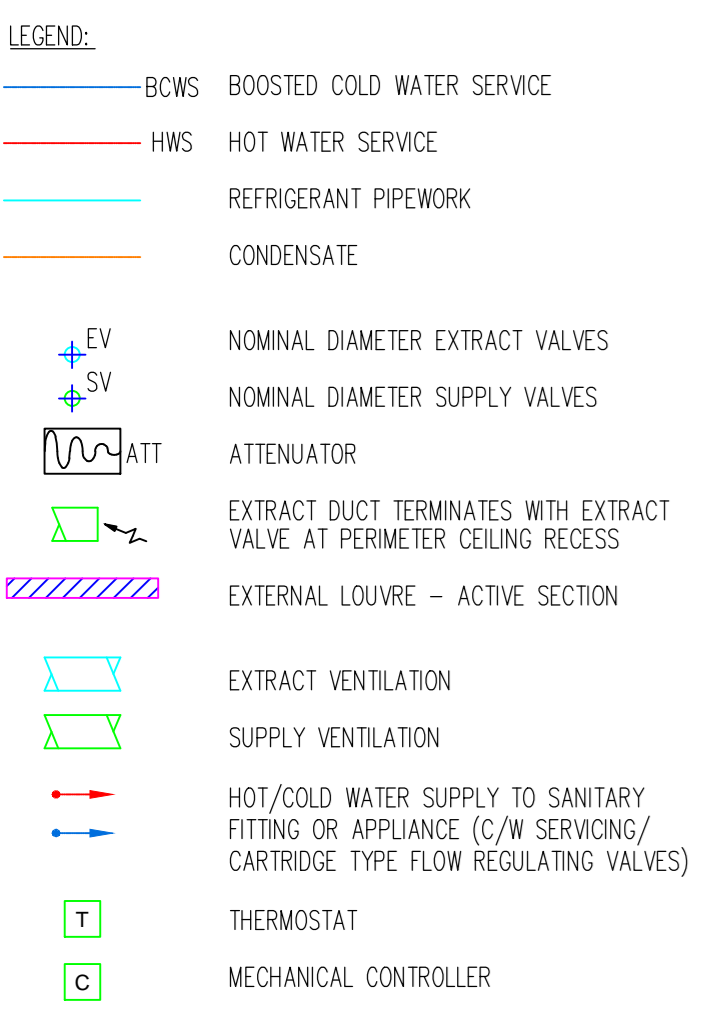 LEGEND:
BCWS BOOSTED COLD WATER SERVICE
HWS HOT WATER SERVICE
REFRIGERANT PIPEWORK
CONDENSATE
EV NOMINAL DIAMETER EXTRACT VALVES
SV NOMINAL DIAMETER SUPPLY VALVES
ATT ATTENUATOR
EXTRACT DUCT TERMINATES WITH EXTRACT
VALVE AT PERIMETER CEILING RECESS
EXTERNAL LOUVRE – ACTIVE SECTION
EXTRACT VENTILATION
SUPPLY VENTILATION
HOT/COLD WATER SUPPLY TO SANITARY
FITTING OR APPLIANCE (C/W SERVICING/
CARTRIDGE TYPE FLOW REGULATING VALVES)
T THERMOSTAT
C MECHANICAL CONTROLLER